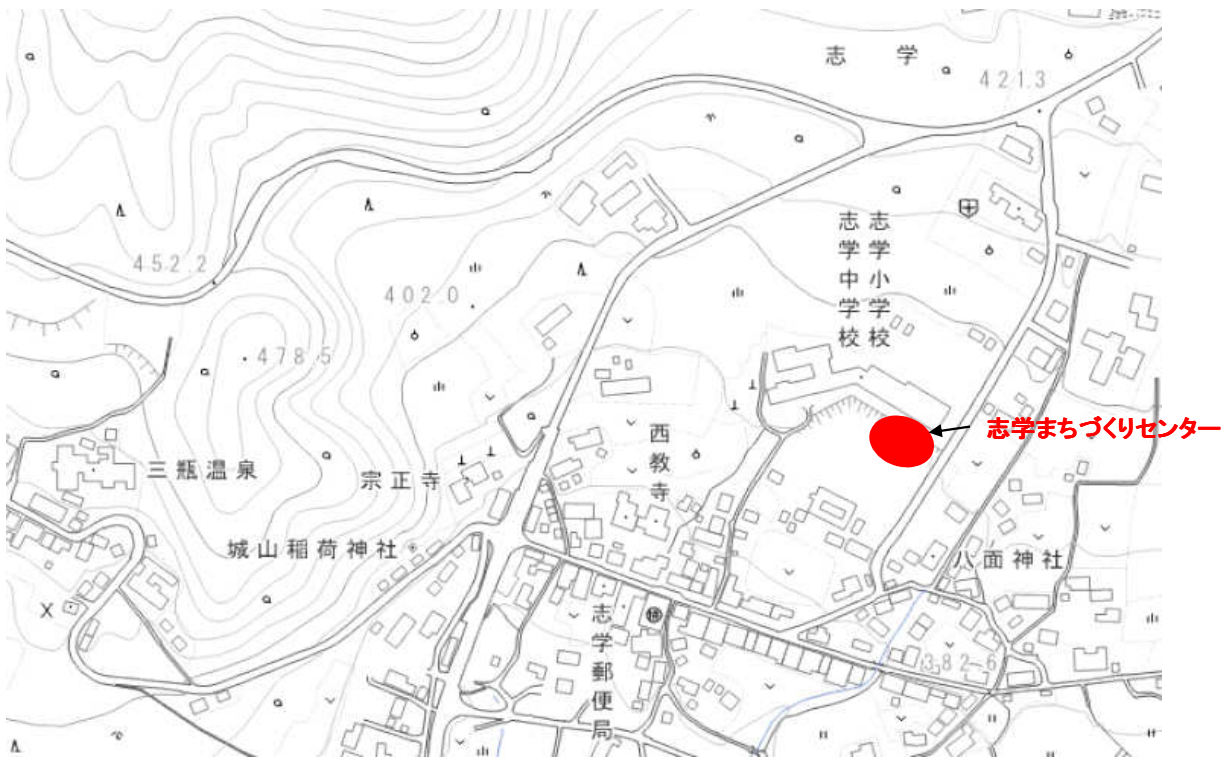 志学
421.3
志学小学校
志学中学校
452.2
402.0
478.5
志学まちづくりセンター
西教寺
三瓶温泉
宗正寺
城山稲荷神社
八面神社
志学郵便局
382.6